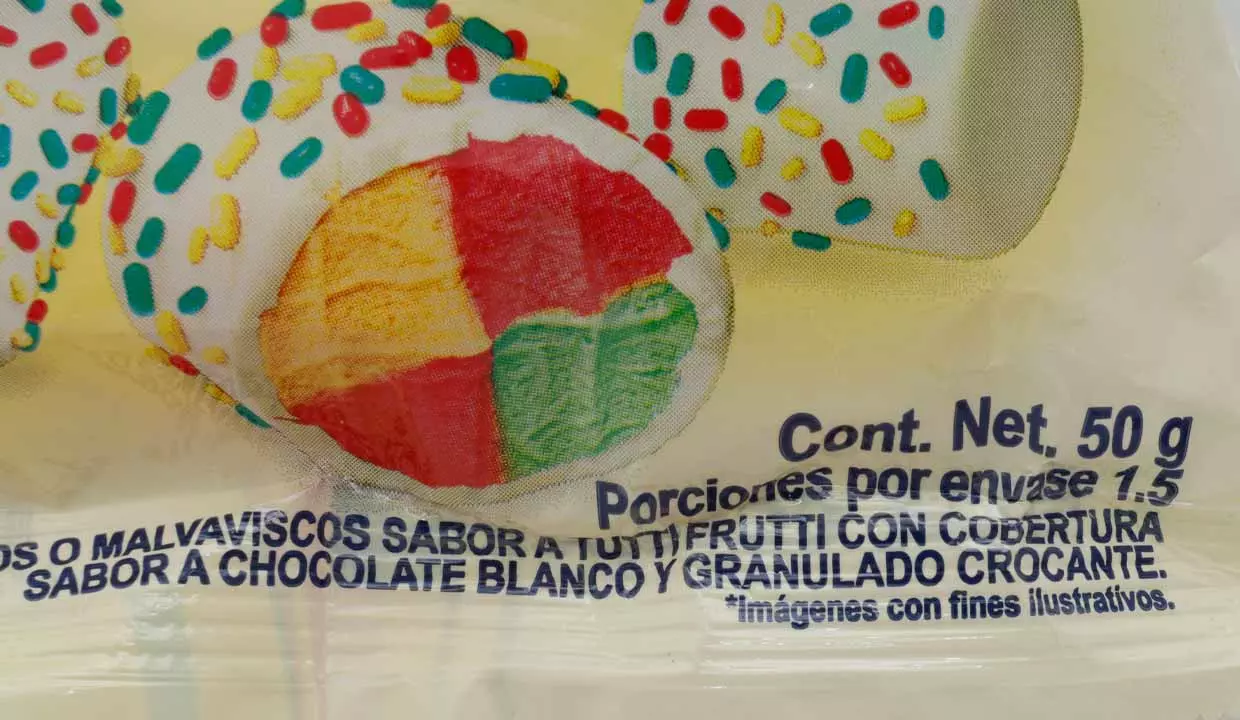 Cont. Net. 50 g
Porciones por envase 1.5
OS O MALVAVISCOS SABOR A TUTTI FRUTTI CON COBERTURA
SABOR A CHOCOLATE BLANCO Y GRANULADO CROCANTE.
*Imágenes con fines ilustrativos.